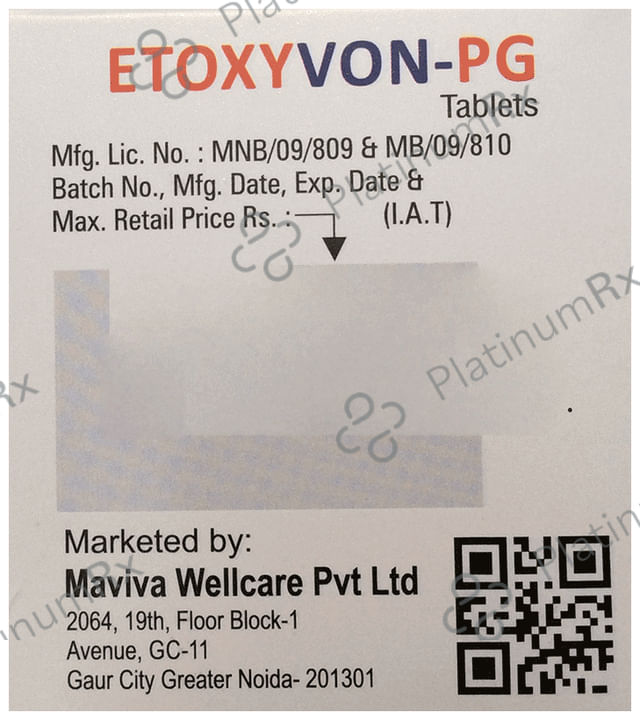 ETOXYVON-PG
Tablets
Mfg. Lic. No. : MNB/09/809 & MB/09/810
Batch No., Mfg. Date, Exp. Date &
Max. Retail Price Rs. : (I.A.T)
Marketed by:
Maviva Wellcare Pvt Ltd
2064, 19th, Floor Block-1
Avenue, GC-11
Gaur City Greater Noida- 201301
PlatinumRx
PlatinumRx